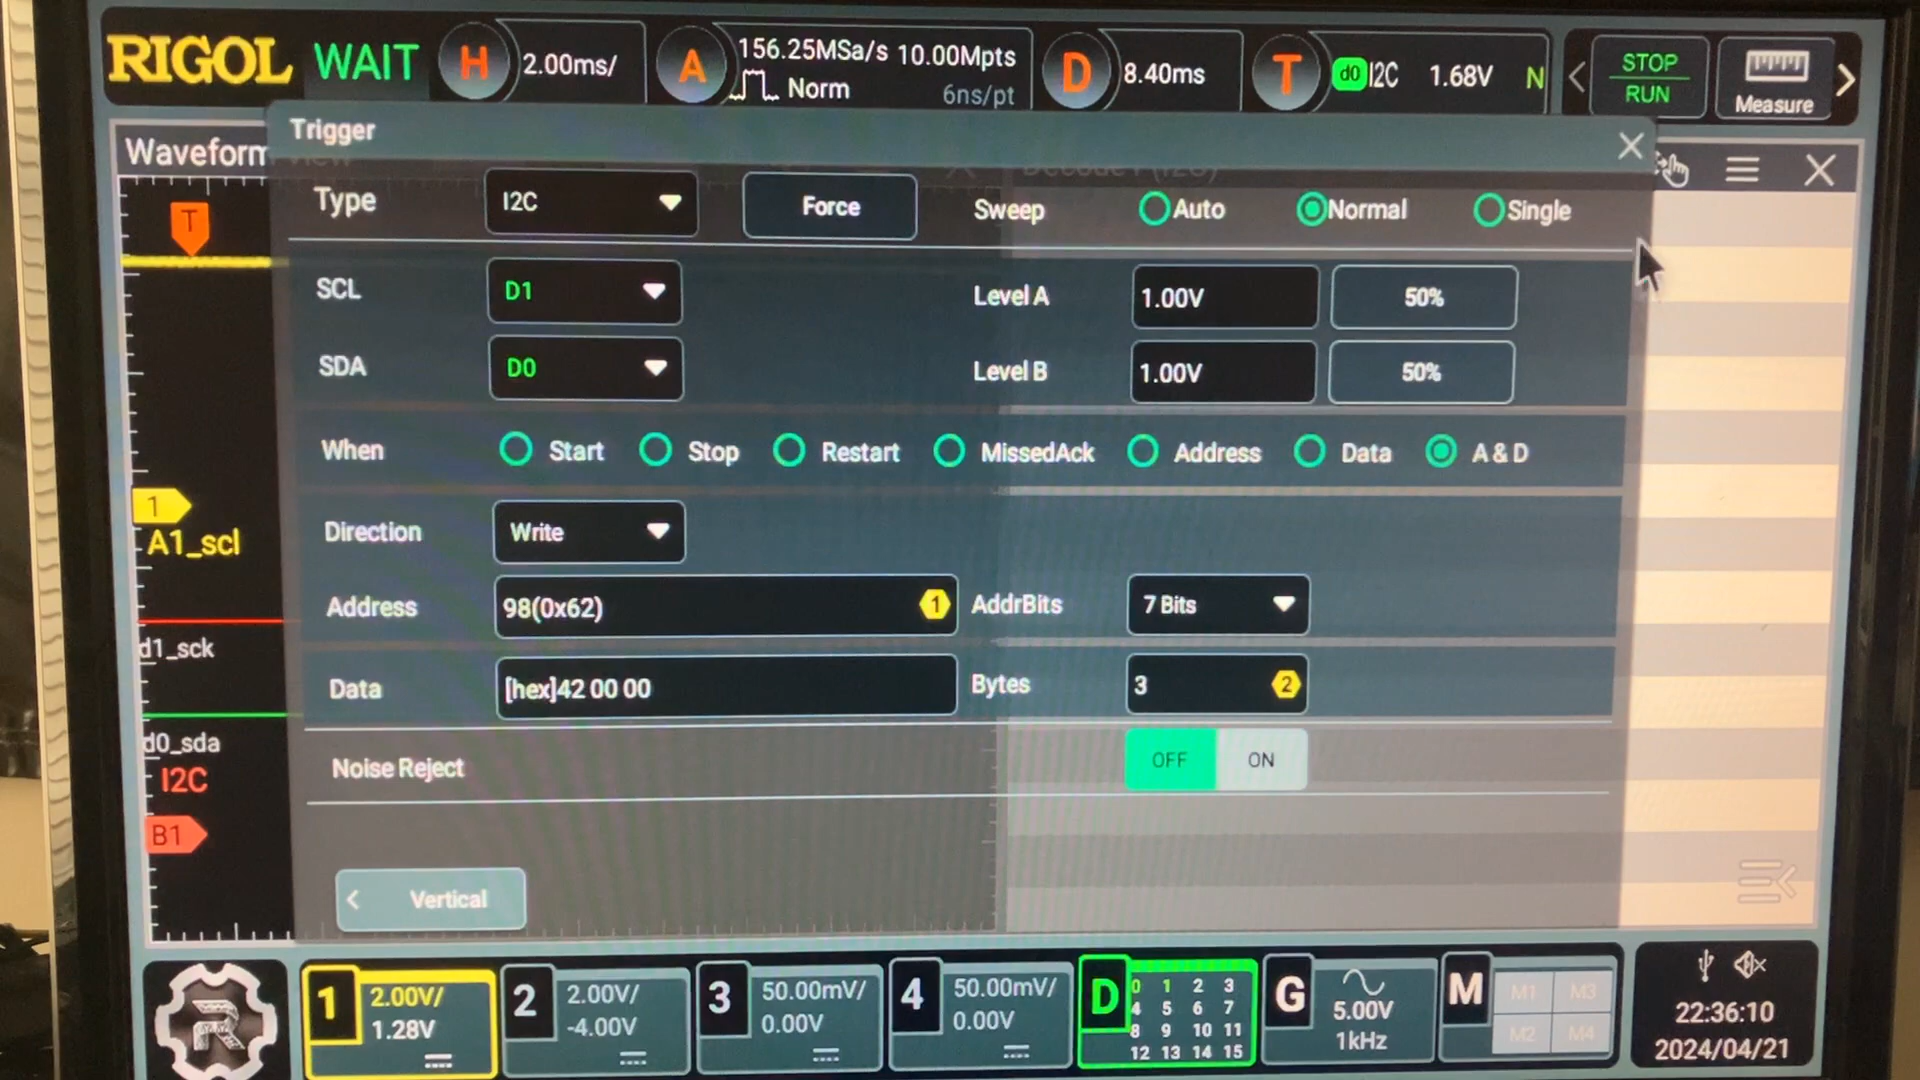 RIGOL WAIT H 2.00ms/ A 156.25MSa/s 10.00Mpts D 8.40ms T d0 I2C 1.68V N STOP
Norm 6ns/pt RUN Measure
Trigger
Waveform
Type I2C Force Sweep Auto Normal Single
T
SCL D1 Level A 1.00V 50%
SDA D0 Level B 1.00V 50%
When Start Stop Restart MissedAck Address Data A & D
1
A1_scl
Direction Write
Address 98(0x62) 1 AddrBits 7 Bits
d1_sck
Data [hex]42 00 00 Bytes 3 2
d0_sda
I2C
Noise Reject OFF ON
B1
Vertical
1 2.00V/ 1.28V
2 2.00V/ -4.00V
3 50.00mV/ 0.00V
4 50.00mV/ 0.00V
D 0 1 2 3
4 5 6 7
8 9 10 11
12 13 14 15
G 5.00V 1kHz
M M1 M3
M2 M4
R
22:36:10
2024/04/21